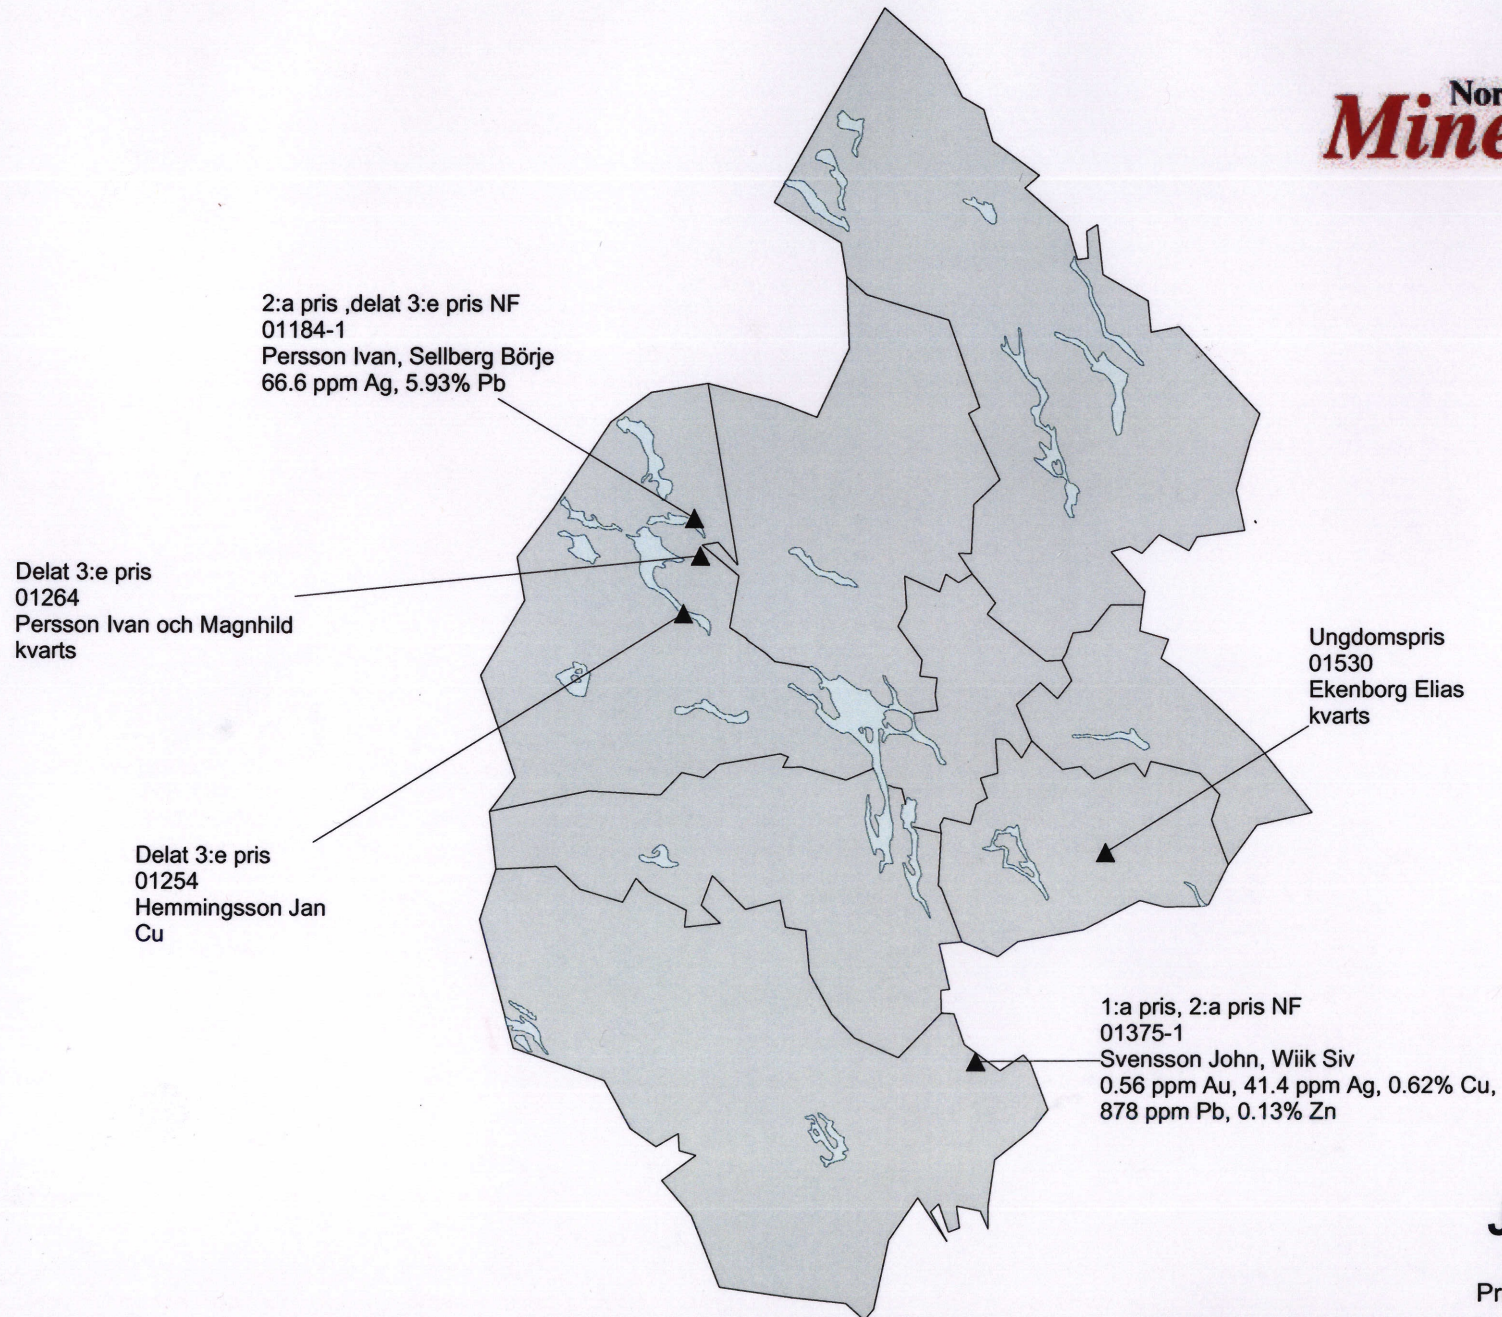 Nor
Mine
2:a pris ,delat 3:e pris NF
01184-1
Persson Ivan, Sellberg Börje
66.6 ppm Ag, 5.93% Pb
Delat 3:e pris
01264
Persson Ivan och Magnhild
kvarts
Ungdomspris
01530
Ekenborg Elias
kvarts
Delat 3:e pris
01254
Hemmingsson Jan
Cu
1:a pris, 2:a pris NF
01375-1
Svensson John, Wiik Siv
0.56 ppm Au, 41.4 ppm Ag, 0.62% Cu,
878 ppm Pb, 0.13% Zn
Pr